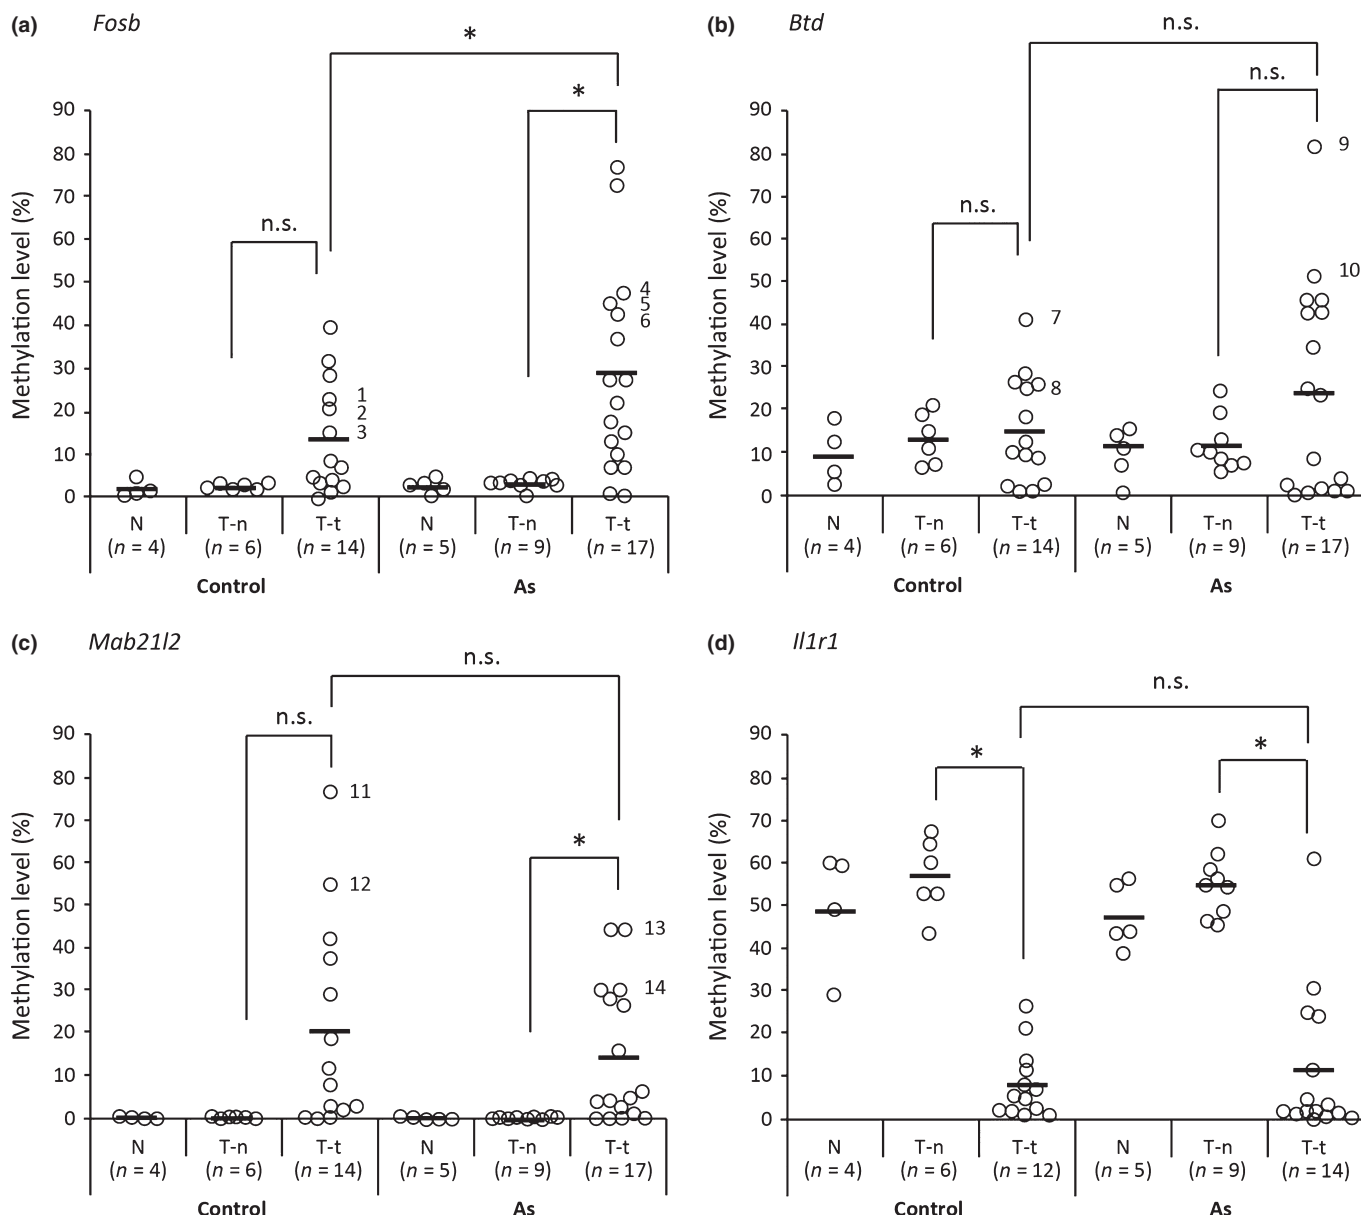 (a) Fosb
*
*
n.s.
Methylation level (%)
90
80
70
60
50
40
30
20
10
0
1
2
3
4
5
6
N T-n T-t N T-n T-t
(n = 4) (n = 6) (n = 14) (n = 5) (n = 9) (n = 17)
Control As
(b) Btd
n.s.
n.s.
n.s.
Methylation level (%)
90
80
70
60
50
40
30
20
10
0
7
8
9
10
N T-n T-t N T-n T-t
(n = 4) (n = 6) (n = 14) (n = 5) (n = 9) (n = 17)
Control As
(c) Mab21l2
n.s.
n.s.
*
Methylation level (%)
90
80
70
60
50
40
30
20
10
0
11
12
13
14
N T-n T-t N T-n T-t
(n = 4) (n = 6) (n = 14) (n = 5) (n = 9) (n = 17)
Control As
(d) Il1r1
n.s.
*
*
Methylation level (%)
90
80
70
60
50
40
30
20
10
0
N T-n T-t N T-n T-t
(n = 4) (n = 6) (n = 12) (n = 5) (n = 9) (n = 14)
Control As